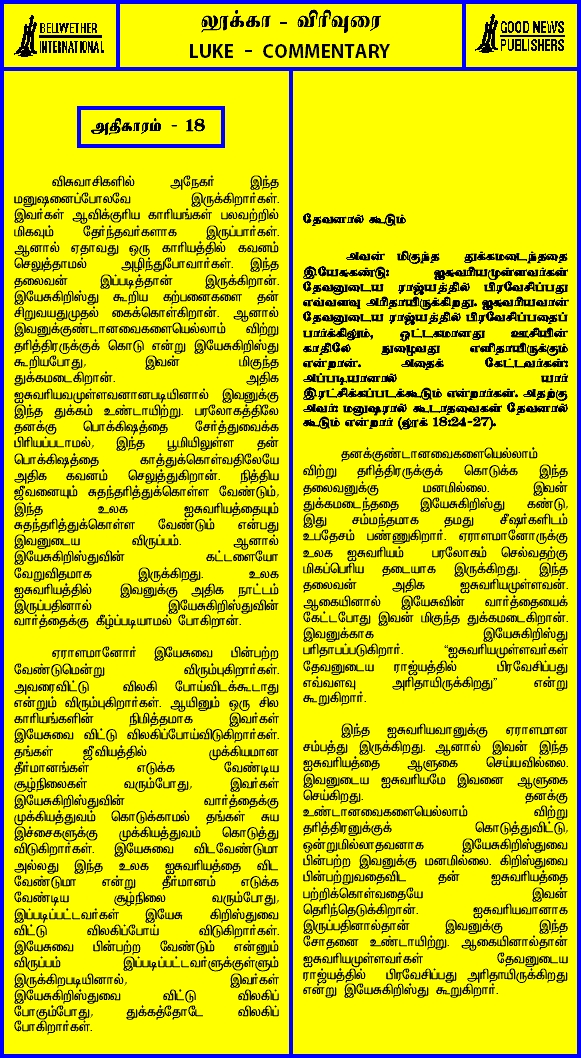 BELWETHER
INTERNATIONAL
லூக்கா - விரிவுரை
LUKE - COMMENTARY
GOOD NEWS
PUBLISHERS
அதிகாரம் - 18
விசுவாசிகளில் அநேகர் இந்த
மனுஷனைப்போலவே இருக்கிறார்கள்.
இவர்கள் ஆவிக்குரிய காரியங்கள் பலவற்றில்
மிகவும் தேர்ந்தவர்களாக இருப்பார்கள்.
ஆனால் ஏதாவது ஒரு காரியத்தில் கவனம்
செலுத்தாமல் அழிந்துபோவார்கள். இந்த
தலைவன் இப்படித்தான் இருக்கிறான்.
இயேசுகிறிஸ்து கூறிய கற்பனைகளை தன்
சிறுவயதுமுதல் கைக்கொள்கிறான். ஆனால்
இவனுக்குண்டானவைகளையெல்லாம் விற்று
தரித்திரருக்குக் கொடு என்று இயேசுகிறிஸ்து
கூறியபோது, இவன் மிகுந்த
துக்கமடைகிறான். அதிக
ஐசுவரியவமுள்ளவனானபடியினால் இவனுக்கு
இந்த துக்கம் உண்டாயிற்று. பரலோகத்திலே
தனக்கு பொக்கிஷத்தை சேர்த்துவைக்க
பிரியப்படாமல், இந்த பூமியிலுள்ள தன்
பொக்கிஷத்தை காத்துக்கொள்வதிலேயே
அதிக கவனம் செலுத்துகிறான். நித்திய
ஜீவனையும் சுதந்தரித்துக்கொள்ள வேண்டும்,
இந்த உலக ஐசுவரியத்தையும்
சுதந்தரித்துக்கொள்ள வேண்டும் என்பது
இவனுடைய விருப்பம். ஆனால்
இயேசுகிறிஸ்துவின் கட்டளையோ
வேறுவிதமாக இருக்கிறது. உலக
ஐசுவரியத்தில் இவனுக்கு அதிக நாட்டம்
இருப்பதினால் இயேசுகிறிஸ்துவின்
வார்த்தைக்கு கீழ்ப்படியாமல் போகிறான்.
ஏராளமானோர் இயேசுவை பின்பற்ற
வேண்டுமென்று விரும்புகிறார்கள்.
அவரைவிட்டு விலகி போய்விடக்கூடாது
என்றும் விரும்புகிறார்கள். ஆயினும் ஒரு சில
காரியங்களின் நிமித்தமாக இவர்கள்
இயேசுவை விட்டு விலகிப்போய்விடுகிறார்கள்.
தங்கள் ஜீவியத்தில் முக்கியமான
தீர்மானங்கள் எடுக்க வேண்டிய
சூழ்நிலைகள் வரும்போது, இவர்கள்
இயேசுகிறிஸ்துவின் வார்த்தைக்கு
முக்கியத்துவம் கொடுக்காமல் தங்கள் சுய
இச்சைகளுக்கு முக்கியத்துவம் கொடுத்து
விடுகிறார்கள். இயேசுவை விடவேண்டுமா
அல்லது இந்த உலக ஐசுவரியத்தை விட
வேண்டுமா என்று தீர்மானம் எடுக்க
வேண்டிய சூழ்நிலை வரும்போது,
இப்படிப்பட்டவர்கள் இயேசு கிறிஸ்துவை
விட்டு விலகிப்போய் விடுகிறார்கள்.
இயேசுவை பின்பற்ற வேண்டும் என்னும்
விருப்பம் இப்படிப்பட்டவர்ளுக்குள்ளும்
இருக்கிறபடியினால், இவர்கள்
இயேசுகிறிஸ்துவை விட்டு விலகிப்
போகும்போது, துக்கத்தோடே விலகிப்
போகிறார்கள்.
தேவனால் கூடும்
அவன் மிகுந்த துக்கமடைந்ததை
இயேசுகண்டு: ஐசுவரியமுள்ளவர்கள்
தேவனுடைய ராஜ்யத்தில் பிரவேசிப்பது
எவ்வளவு அரிதாயிருக்கிறது. ஐசுவரியவான்
தேவனுடைய ராஜ்யத்தில் பிரவேசிப்பதைப்
பார்க்கிலும், ஒட்டகமானது ஊசியின்
காதிலே நுழைவது எளிதாயிருக்கும்
என்றான். அதைக் கேட்டவர்கள்:
அப்படியானால் யார்
இரட்சிக்கப்படக்கூடும் என்றார்கள். அதற்கு
அவர்: மனுஷரால் கூடாதவைகள் தேவனால்
கூடும் என்றார் (லூக் 18:24-27).
தனக்குண்டானவைகளையெல்லாம்
விற்று தரித்திரருக்குக் கொடுக்க இந்த
தலைவனுக்கு மனமில்லை. இவன்
துக்கமடைந்ததை இயேசுகிறிஸ்து கண்டு,
இது சம்மந்தமாக தமது சீஷர்களிடம்
உபதேசம் பண்ணுகிறார். ஏராளமானோருக்கு
உலக ஐசுவரியம் பரலோகம் செல்வதற்கு
மிகப்பெரிய தடையாக இருக்கிறது. இந்த
தலைவன் அதிக ஐசுவரியமுள்ளவன்.
ஆகையினால் இயேசுவின் வார்த்தையைக்
கேட்டபோது இவன் மிகுந்த துக்கமடைகிறான்.
இவனுக்காக இயேசுகிறிஸ்து
பரிதாபப்படுகிறார். “ஐசுவரியமுள்ளவர்கள்
தேவனுடைய ராஜ்யத்தில் பிரவேசிப்பது
எவ்வளவு அரிதாயிருக்கிறது” என்று
கூறுகிறார்.
இந்த ஐசுவரியவானுக்கு ஏராளமான
சம்பத்து இருக்கிறது. ஆனால் இவன் இந்த
ஐசுவரியத்தை ஆளுகை செய்யவில்லை.
இவனுடைய ஐசுவரியமே இவனை ஆளுகை
செய்கிறது. தனக்கு
உண்டானவைகளையெல்லாம் விற்று
தரித்திரனுக்குக் கொடுத்துவிட்டு,
ஒன்றுமில்லாதவனாக இயேசுகிறிஸ்துவை
பின்பற்ற இவனுக்கு மனமில்லை. கிறிஸ்துவை
பின்பற்றுவதைவிட தன் ஐசுவரியத்தை
பற்றிக்கொள்வதையே இவன்
தெரிந்தெடுக்கிறான். ஐசுவரியவானாக
இருப்பதினால்தான் இவனுக்கு இந்த
சோதனை உண்டாயிற்று. ஆகையினால்தான்
ஐசுவரியமுள்ளவர்கள் தேவனுடைய
ராஜ்யத்தில் பிரவேசிப்பது அரிதாயிருக்கிறது
என்று இயேசுகிறிஸ்து கூறுகிறார்.